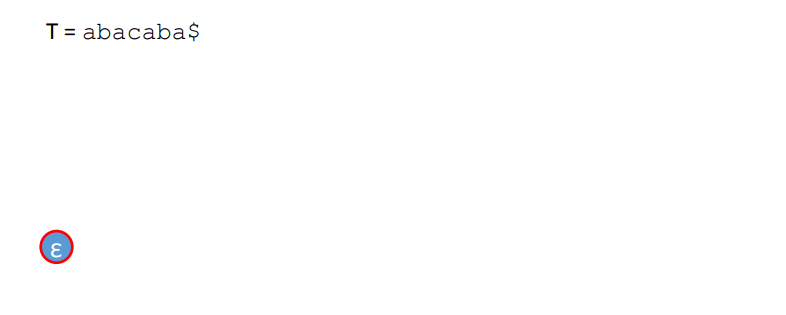 T = abacaba$
ε